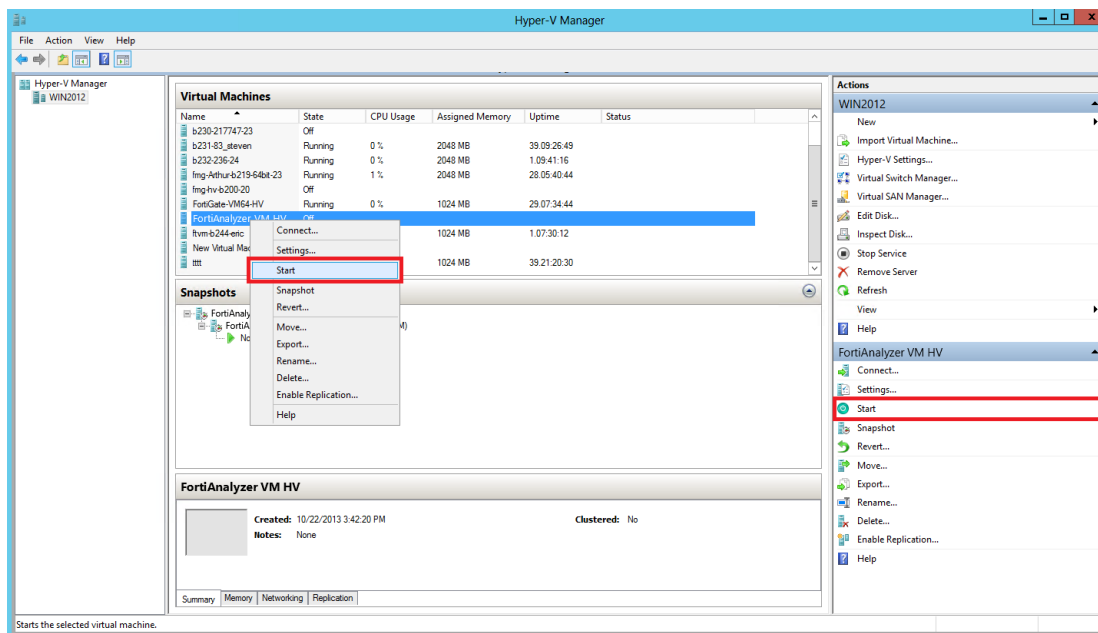 Hyper-V Manager
File Action View Help
Hyper-V Manager
WIN2012
Virtual Machines
Name State CPU Usage Assigned Memory Uptime Status
b230-217747-23 Off
b231-83_steven Running 0 % 2048 MB 39.09:26:49
b232-236-24 Running 0 % 2048 MB 1.09:41:16
fmg-Arthur-b219-64bit-23 Running 1 % 2048 MB 28.05:40:44
fmg-hv-b200-20 Off
FortiGate-VM64-HV Running 0 % 1024 MB 29.07:34:44
FortiAnalyzer VM HV Off
ftvm-b244-eric 1024 MB 1.07:30:12
New Virtual Mac
tttt 1024 MB 39.21:20:30
Connect...
Settings...
Start
Snapshot
Revert...
Move...
Export...
Rename...
Delete...
Enable Replication...
Help
Snapshots
FortiAnaly
FortiA
No
FortiAnalyzer VM HV
Created: 10/22/2013 3:42:20 PM Clustered: No
Notes: None
Summary Memory Networking Replication
Actions
WIN2012
New
Import Virtual Machine...
Hyper-V Settings...
Virtual Switch Manager...
Virtual SAN Manager...
Edit Disk...
Inspect Disk...
Stop Service
Remove Server
Refresh
View
Help
FortiAnalyzer VM HV
Connect...
Settings...
Start
Snapshot
Revert...
Move...
Export...
Rename...
Delete...
Enable Replication...
Help
Starts the selected virtual machine.